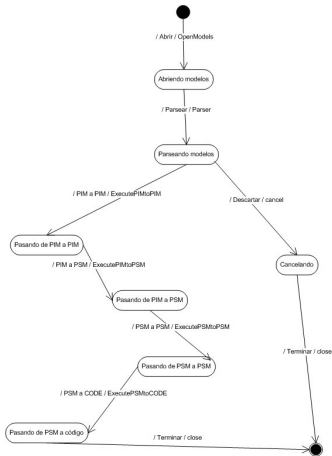 / Abrir / OpenModels
Abriendo modelos
/ Parsear / Parser
Parseando modelos
/ PIM a PIM / ExecutePIMtoPIM
/ Descartar / cancel
Pasando de PIM a PIM
/ PIM a PSM / ExecutePIMtoPSM
Cancelando
Pasando de PIM a PSM
/ PSM a PSM / ExecutePSMtoPSM
/ Terminar / close
Pasando de PSM a PSM
/ PSM a CODE / ExecutePSMtoCODE
Pasando de PSM a código
/ Terminar / close